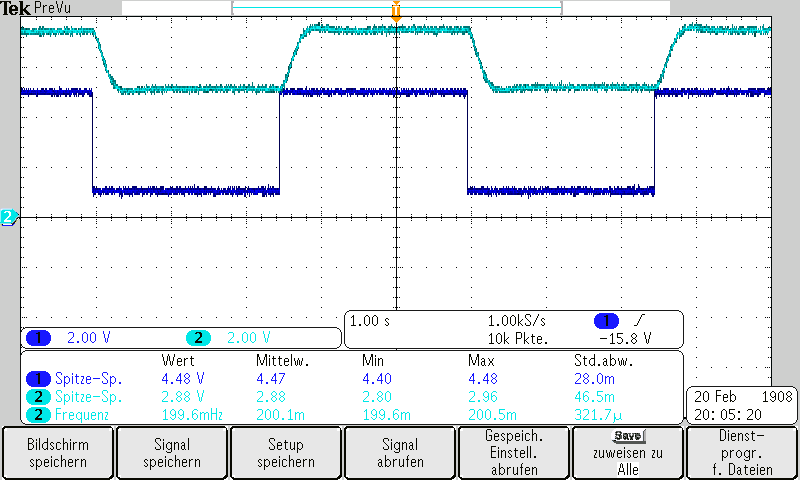 Tek PreVu
T
2
1 2.00 V 2 2.00 V
1.00 s 1.00kS/s 1
10k Pkte. −15.8 V
Wert Mittelw. Min Max Std.abw.
1 Spitze−Sp. 4.48 V 4.47 4.40 4.48 28.0m
2 Spitze−Sp. 2.88 V 2.88 2.80 2.96 46.5m
2 Frequenz 199.6mHz 200.1m 199.6m 200.5m 321.7µ
20 Feb 1908
20:05:20
Bildschirm
speichern
Signal
speichern
Setup
speichern
Signal
abrufen
Gespeich.
Einstell.
abrufen
Save
zuweisen zu
Alle
Dienst−
progr.
f. Dateien